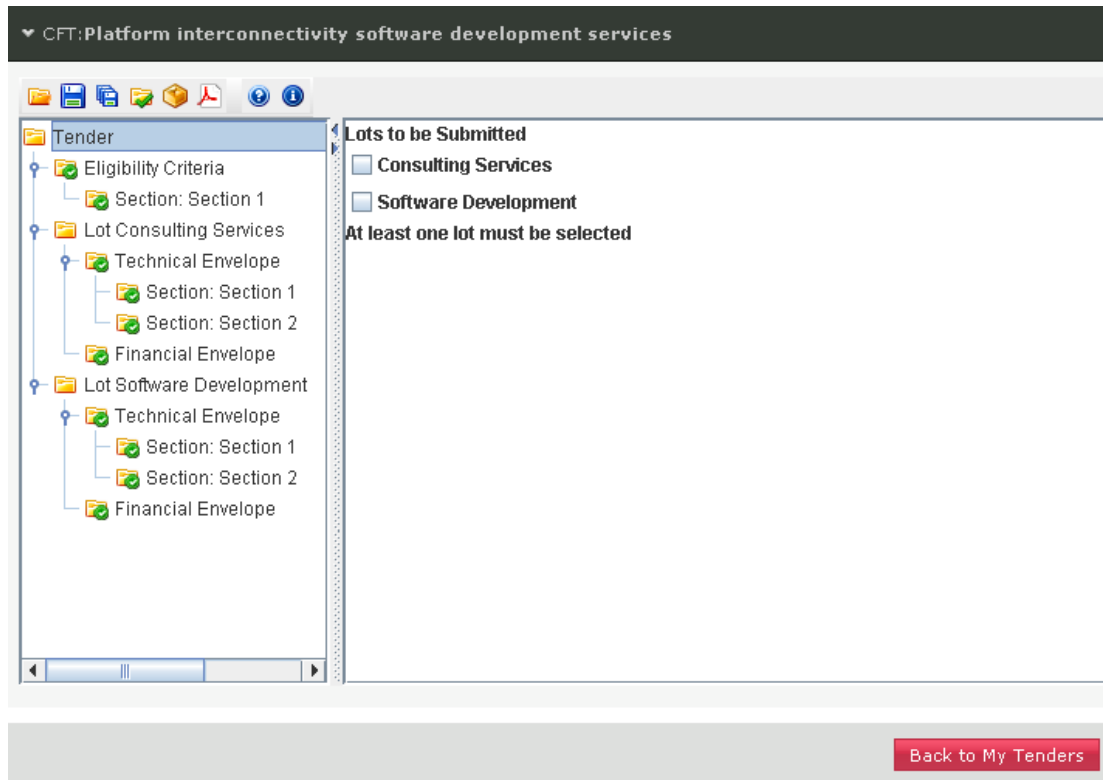 CFT:Platform interconnectivity software development services
Tender
Eligibility Criteria
Section: Section 1
Lot Consulting Services
Technical Envelope
Section: Section 1
Section: Section 2
Financial Envelope
Lot Software Development
Technical Envelope
Section: Section 1
Section: Section 2
Financial Envelope
Lots to be Submitted
Consulting Services
Software Development
At least one lot must be selected
Back to My Tenders